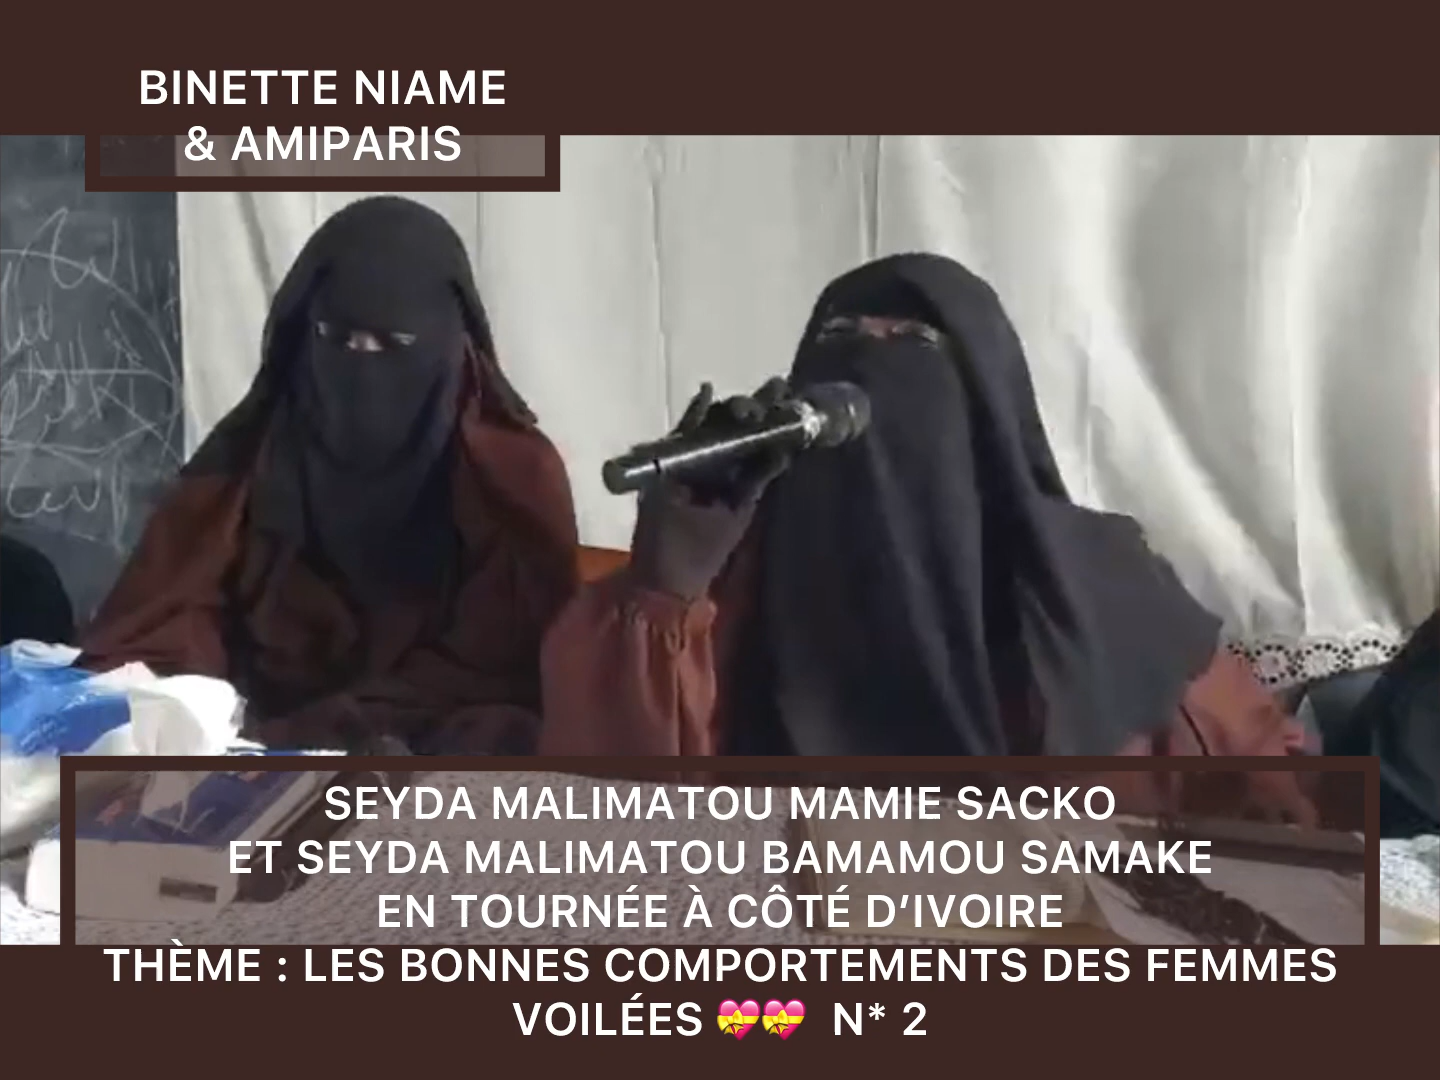 BINETTE NIAME
& AMIPARIS
SEYDA MALIMATOU MAMIE SACKO
ET SEYDA MALIMATOU BAMAMOU SAMAKE
EN TOURNÉE À CÔTÉ D’IVOIRE
THÈME : LES BONNES COMPORTEMENTS DES FEMMES
VOILÉES 💝💝 N* 2